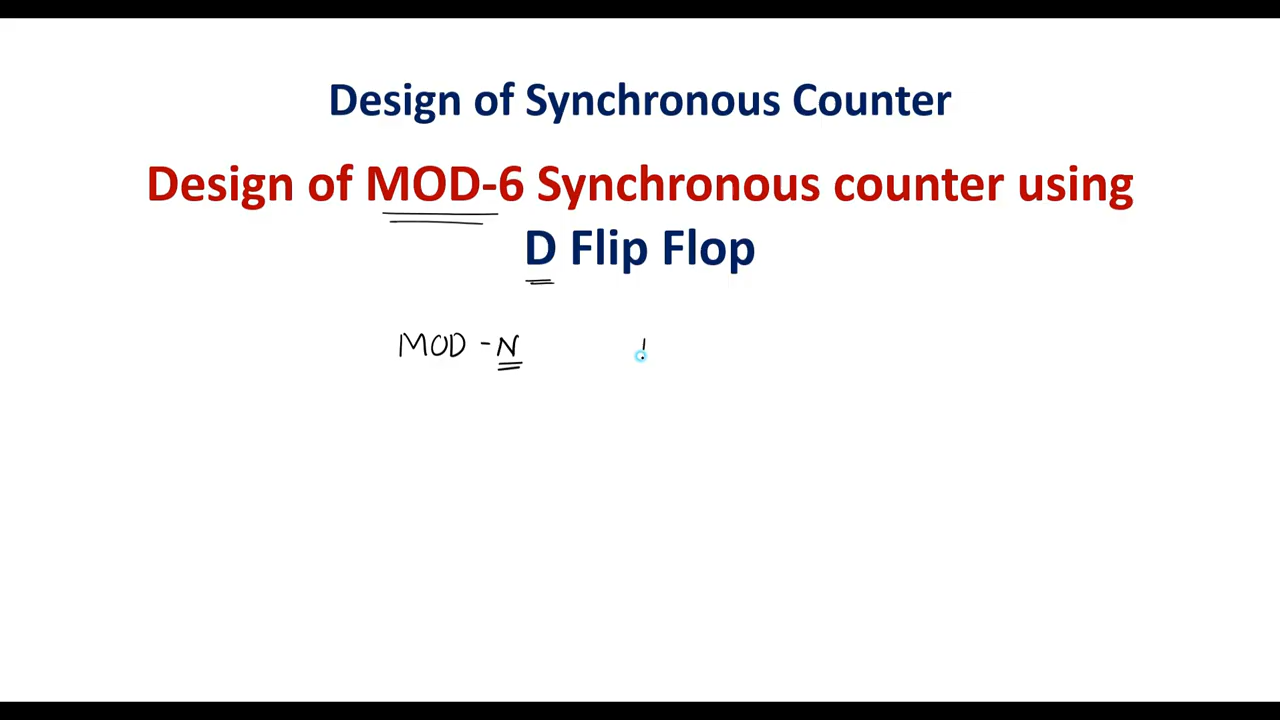 Design of Synchronous Counter
Design of MOD-6 Synchronous counter using
D Flip Flop
MOD - N